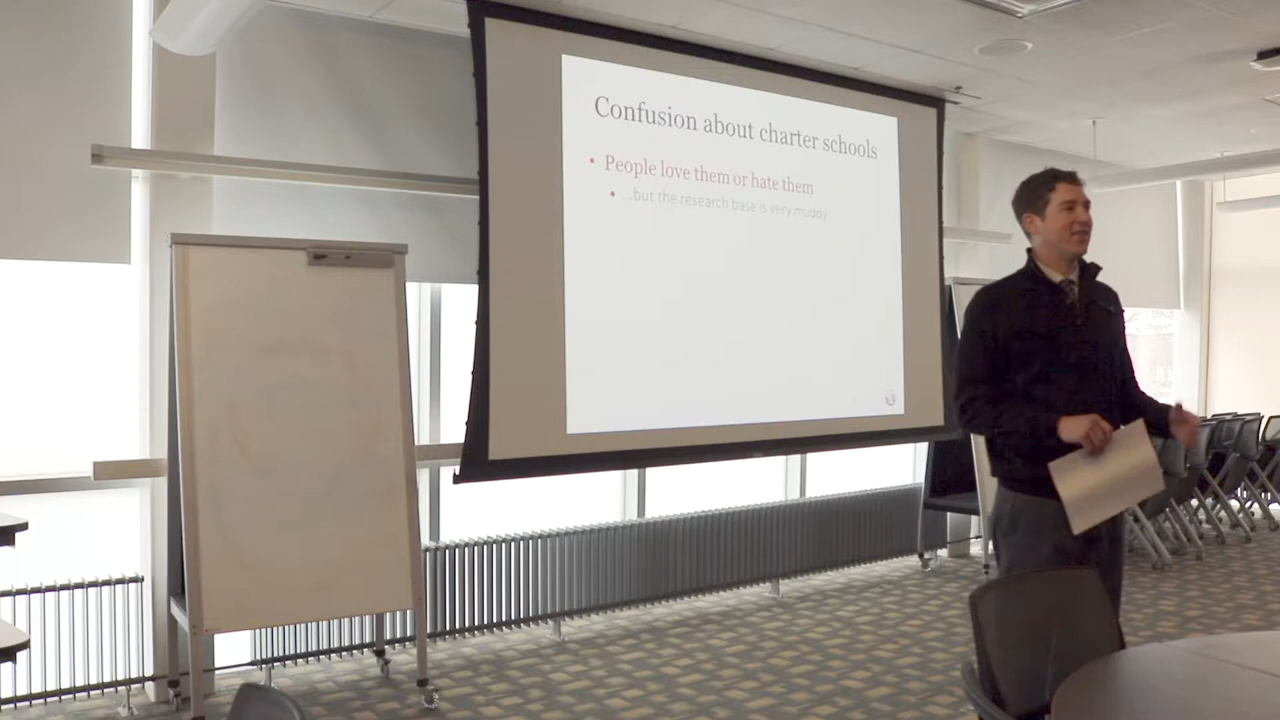 Confusion about charter schools
• People love them or hate them
• ...but the research base is very muddy